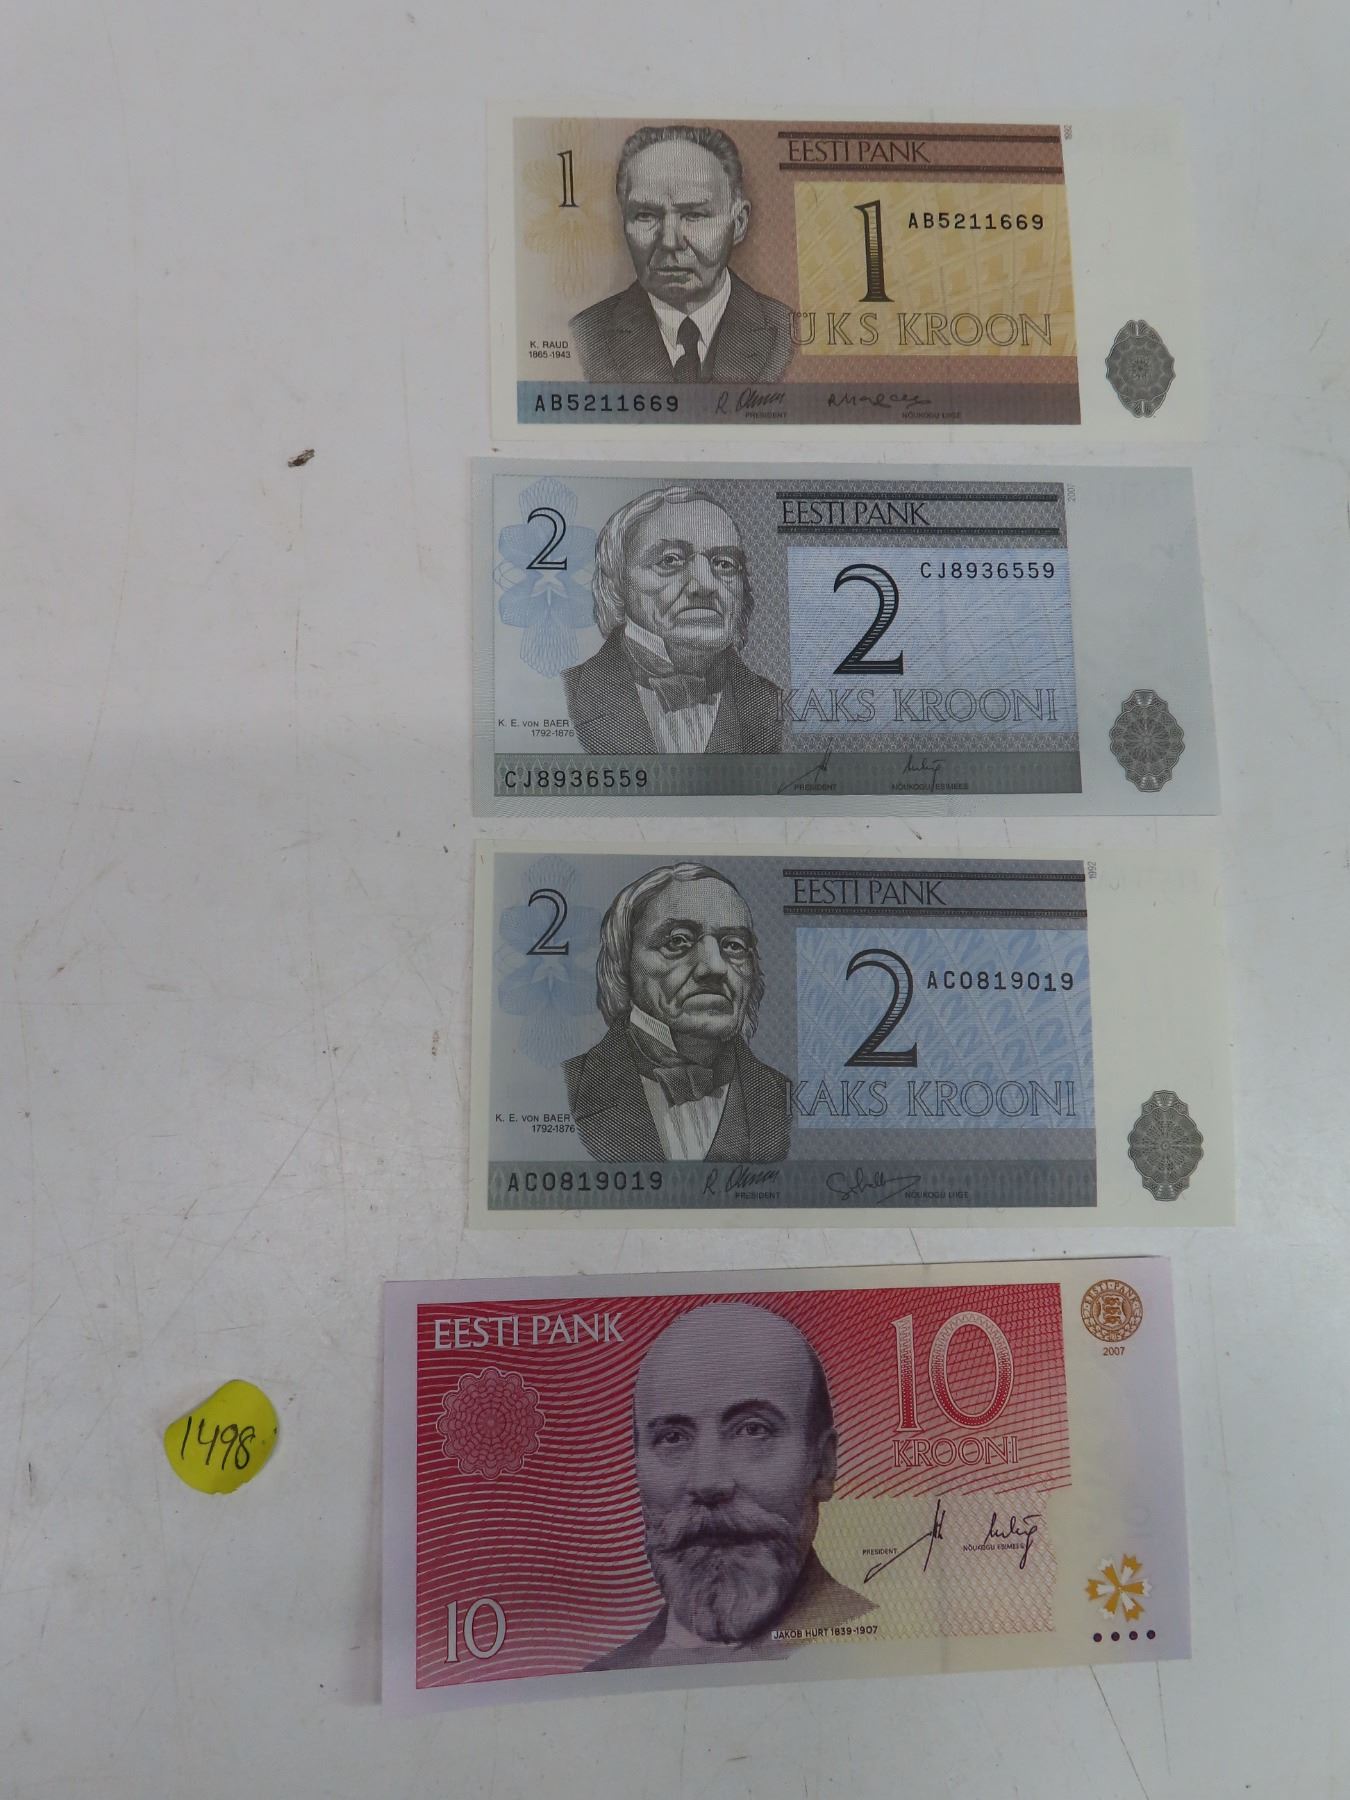 1
EESTI PANK
1992
1
AB5211669
ÜKS KROON
K. RAUD
1865-1943
AB5211669
PRESIDENT
NÕUKOGU LIIGE
2
EESTI PANK
2007
2
CJ8936559
KAKS KROONI
K. E. VON BAER
1792-1876
CJ8936559
PRESIDENT
NÕUKOGU ESIMEES
2
EESTI PANK
1992
2
AC0819019
KAKS KROONI
K. E. VON BAER
1792-1876
AC0819019
PRESIDENT
NÕUKOGU LIIGE
EESTI PANK
10
KROONI
EESTI PANK
2007
PRESIDENT
NÕUKOGU ESIMEES
10
JAKOB HURT 1839-1907
1498